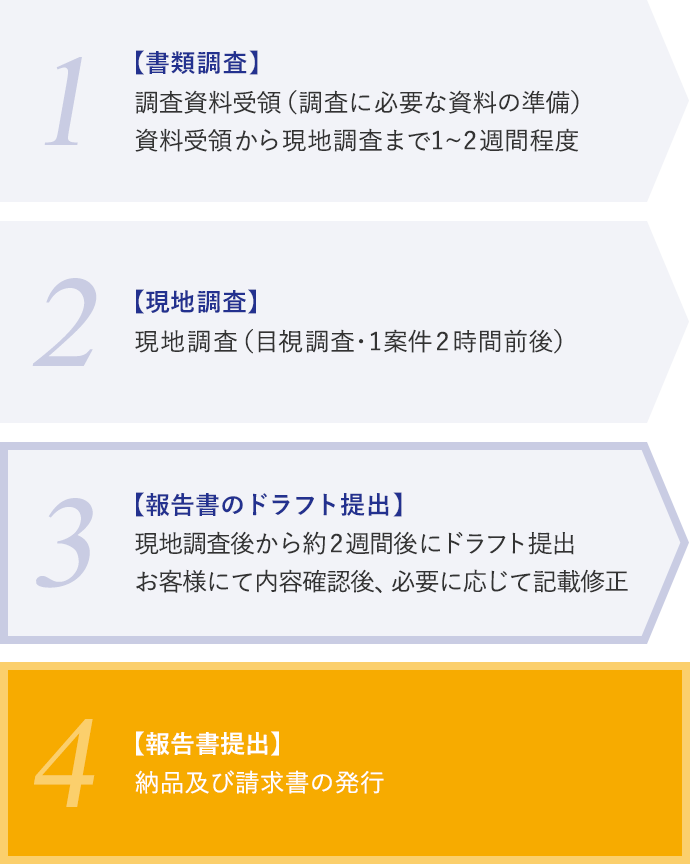 1
【書類調査】
調査資料受領（調査に必要な資料の準備）
資料受領から現地調査まで1~2週間程度
2
【現地調査】
現地調査（目視調査・1案件2時間前後）
3
【報告書のドラフト提出】
現地調査後から約2週間後にドラフト提出
お客様にて内容確認後、必要に応じて記載修正
4
【報告書提出】
納品及び請求書の発行